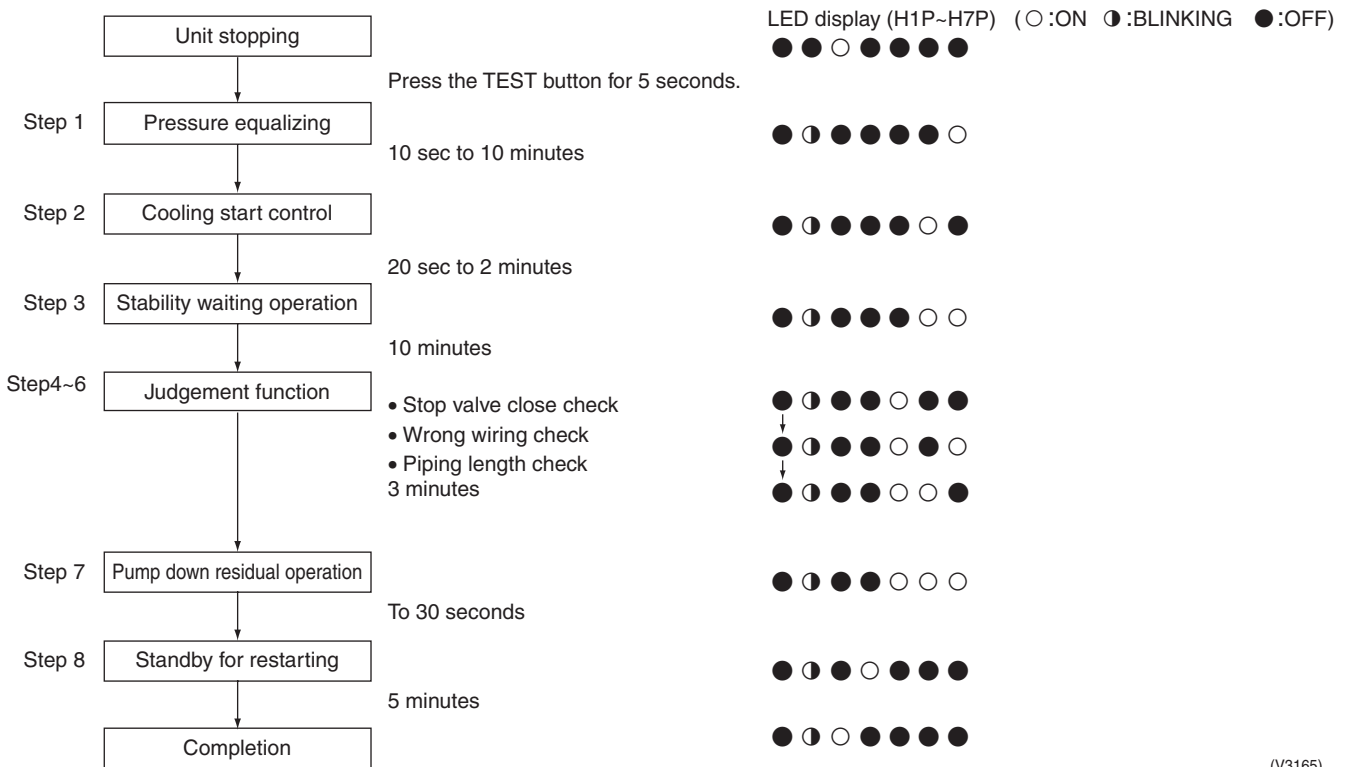 LED display (H1P~H7P) (○:ON ◑:BLINKING ●:OFF)
Unit stopping ●●○●●●●
Press the TEST button for 5 seconds.
Step 1 Pressure equalizing ●◑●●●●○
10 sec to 10 minutes
Step 2 Cooling start control ●◑●●●○●
20 sec to 2 minutes
Step 3 Stability waiting operation ●◑●●●○○
10 minutes
Step4~6 Judgement function
• Stop valve close check ●◑●●○●●
• Wrong wiring check ●◑●●○●○
• Piping length check
3 minutes ●◑●●○○●
Step 7 Pump down residual operation ●◑●●○○○
To 30 seconds
Step 8 Standby for restarting ●◑●○●●●
5 minutes
Completion ●◑○●●●●
(V3165)